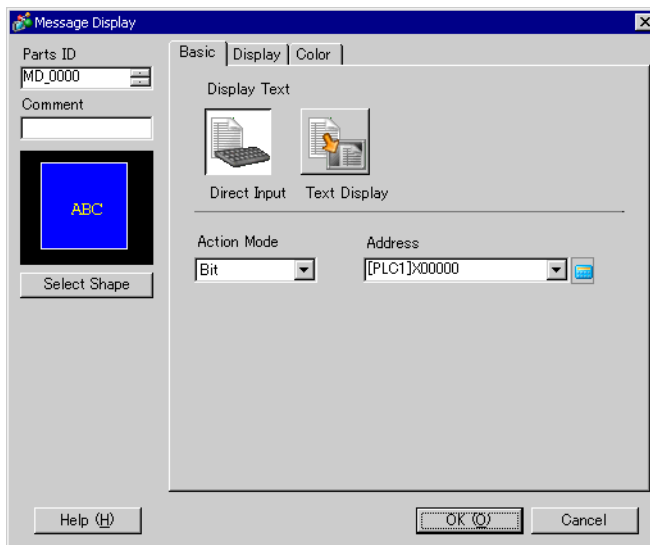 Message Display
Parts ID
MD_0000
Comment
ABC
Select Shape
Basic Display Color
Display Text
Direct Input Text Display
Action Mode Address
Bit [PLC1]X00000
Help (H) OK (O) Cancel